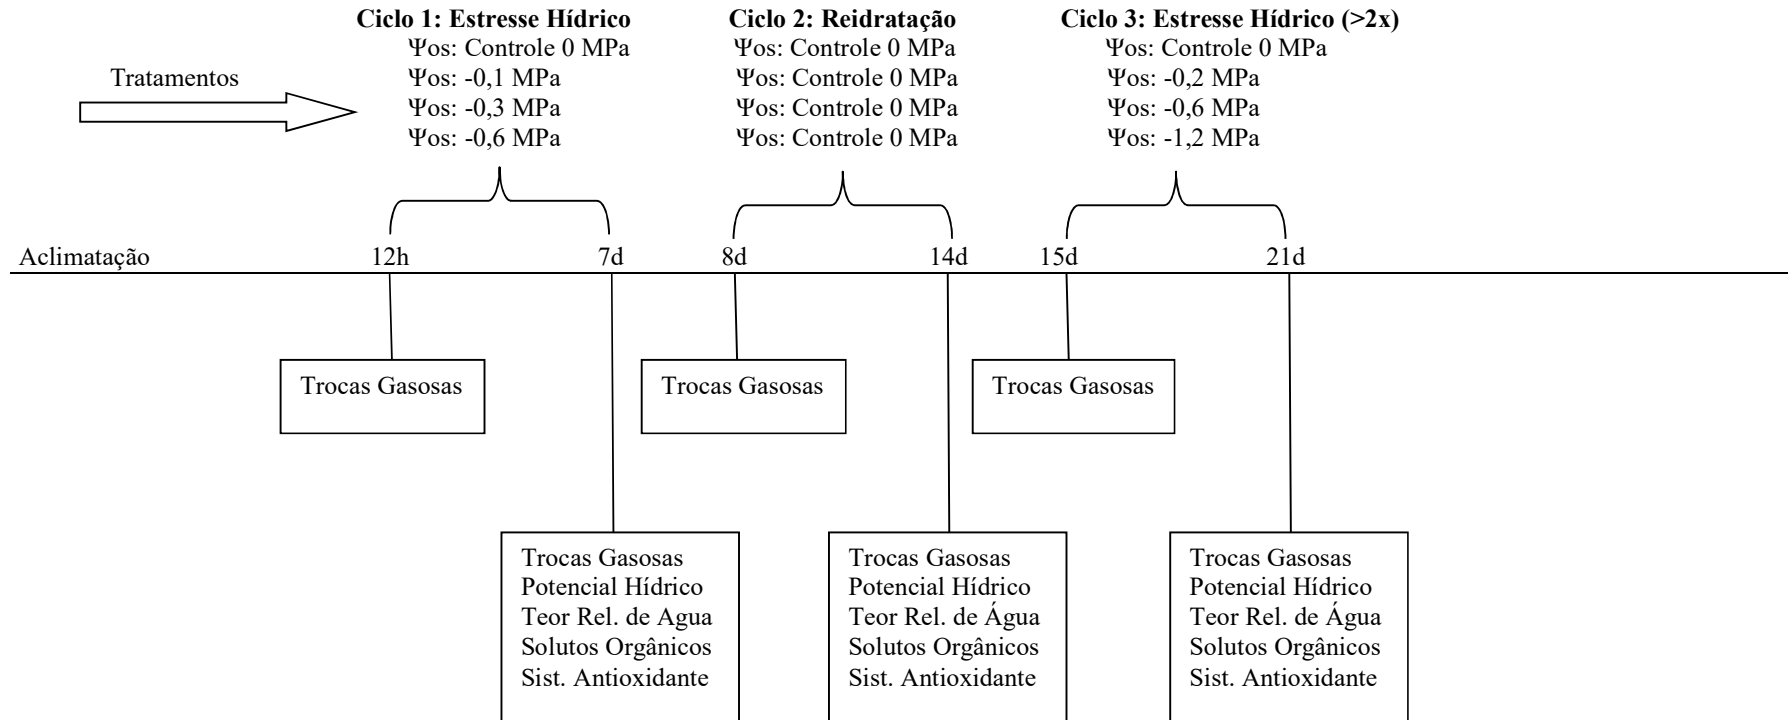 Ciclo 1: Estresse Hídrico
Ψos: Controle 0 MPa
Ψos: -0,1 MPa
Ψos: -0,3 MPa
Ψos: -0,6 MPa
Ciclo 2: Reidratação
Ψos: Controle 0 MPa
Ψos: Controle 0 MPa
Ψos: Controle 0 MPa
Ψos: Controle 0 MPa
Ciclo 3: Estresse Hídrico (>2x)
Ψos: Controle 0 MPa
Ψos: -0,2 MPa
Ψos: -0,6 MPa
Ψos: -1,2 MPa
Tratamentos
Aclimatação 12h 7d 8d 14d 15d 21d
Trocas Gasosas
Trocas Gasosas
Trocas Gasosas
Trocas Gasosas
Potencial Hídrico
Teor Rel. de Agua
Solutos Orgânicos
Sist. Antioxidante
Trocas Gasosas
Potencial Hídrico
Teor Rel. de Água
Solutos Orgânicos
Sist. Antioxidante
Trocas Gasosas
Potencial Hídrico
Teor Rel. de Água
Solutos Orgânicos
Sist. Antioxidante